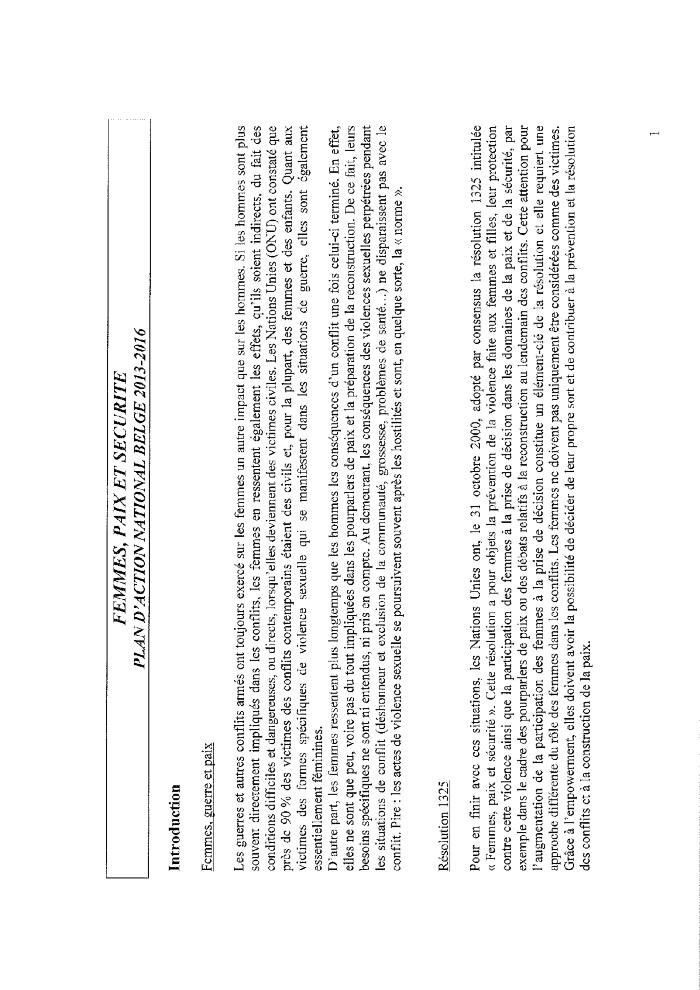 FEMMES, PAIX ET SECURITE
PLAN D'ACTION NATIONAL BELGE 2013-2016
Introduction
Femmes, guerre et paix
Les guerres et autres conflits armés ont toujours exercé sur les femmes un autre impact que sur les hommes. Si les hommes sont plus
souvent directement impliqués dans les conflits, les femmes en ressentent également les effets, qu'ils soient indirects, du fait des
conditions difficiles et dangereuses, ou directs, lorsqu'elles deviennent des victimes civiles. Les Nations Unies (ONU) ont constaté que
près de 90 % des victimes des conflits contemporains étaient des civils et, pour la plupart, des femmes et des enfants. Quant aux
victimes des formes spécifiques de violence sexuelle qui se manifestent dans les situations de guerre, elles sont également
essentiellement féminines.
D'autre part, les femmes ressentent plus longtemps que les hommes les conséquences d'un conflit une fois celui-ci terminé. En effet,
elles ne sont que peu, voire pas du tout impliquées dans les pourparlers de paix et la préparation de la reconstruction. De ce fait, leurs
besoins spécifiques ne sont ni entendus, ni pris en compte. Au demeurant, les conséquences des violences sexuelles perpétrées pendant
les situations de conflit (déshonneur et exclusion de la communauté, grossesse, problèmes de santé…) ne disparaissent pas avec le
conflit. Pire : les actes de violence sexuelle se poursuivent souvent après les hostilités et sont, en quelque sorte, la « norme ».
Résolution 1325
Pour en finir avec ces situations, les Nations Unies ont, le 31 octobre 2000, adopté par consensus la résolution 1325 intitulée
« Femmes, paix et sécurité ». Cette résolution a pour objets la prévention de la violence faite aux femmes et filles, leur protection
contre cette violence ainsi que la participation des femmes à la prise de décision dans les domaines de la paix et de la sécurité, par
exemple dans le cadre des pourparlers de paix ou des débats relatifs à la reconstruction au lendemain des conflits. Cette attention pour
l'augmentation de la participation des femmes à la prise de décision constitue un élément-clé de la résolution et elle requiert une
approche différente du rôle des femmes dans les conflits. Les femmes ne doivent pas uniquement être considérées comme des victimes.
Grâce à l'empowerment, elles doivent avoir la possibilité de décider de leur propre sort et de contribuer à la prévention et la résolution
des conflits et à la construction de la paix.
1